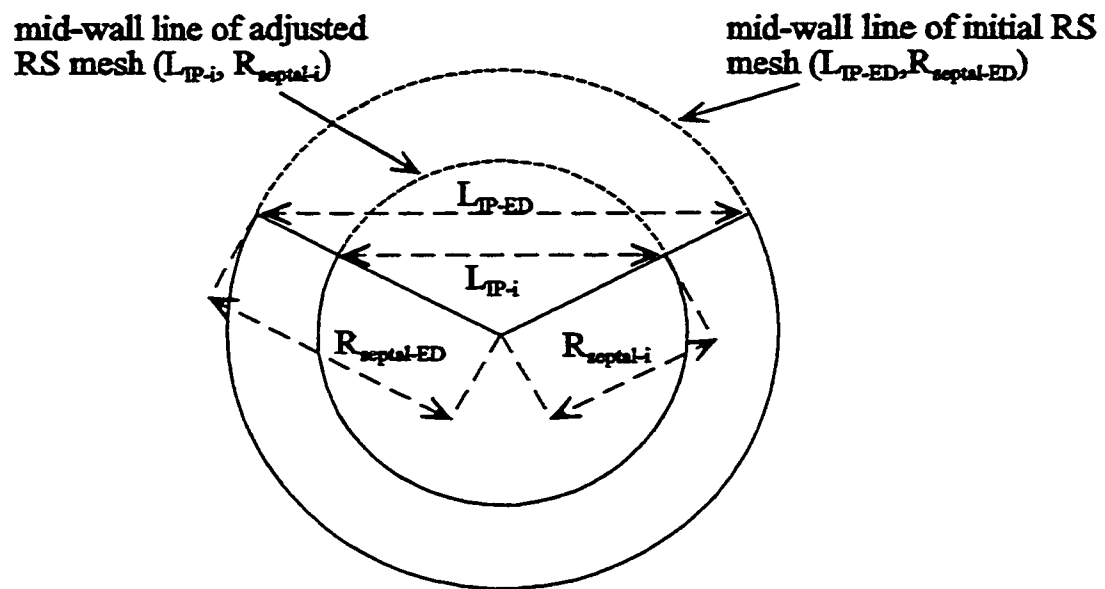 mid-wall line of adjusted
RS mesh (L_IP-i, R_septal-i)
mid-wall line of initial RS
mesh (L_IP-ED,R_septal-ED)
L_IP-ED
L_IP-i
R_septal-ED
R_septal-i